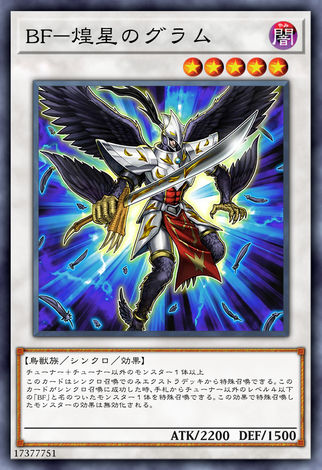 BF－煌星のグラム
やみ
闇
【鳥獣族／シンクロ／効果】
チューナー＋チューナー以外のモンスター１体以上
このカードはシンクロ召喚でのみエクストラデッキから特殊召喚できる。この
カードがシンクロ召喚に成功した時、手札からチューナー以外のレベル４以下
の「BF」と名のついたモンスター１体を特殊召喚できる。この効果で特殊召喚し
たモンスターの効果は無効化される。
ATK/2200 DEF/1500
17377751